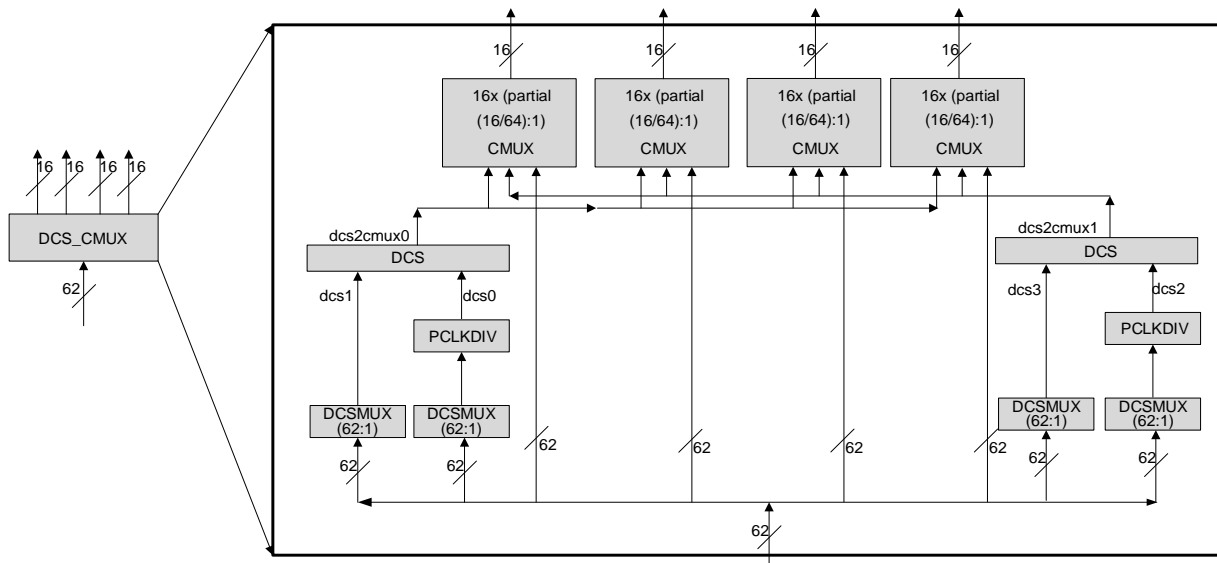 16 16 16 16
DCS_CMUX
62
16 16 16 16
16x (partial
(16/64):1)
CMUX
16x (partial
(16/64):1)
CMUX
16x (partial
(16/64):1)
CMUX
16x (partial
(16/64):1)
CMUX
dcs2cmux0
DCS
dcs1
dcs0
PCLKDIV
DCSMUX
(62:1)
DCSMUX
(62:1)
62
62
62
62
62
62
dcs2cmux1
DCS
dcs3
dcs2
PCLKDIV
DCSMUX
(62:1)
DCSMUX
(62:1)
62
62
62